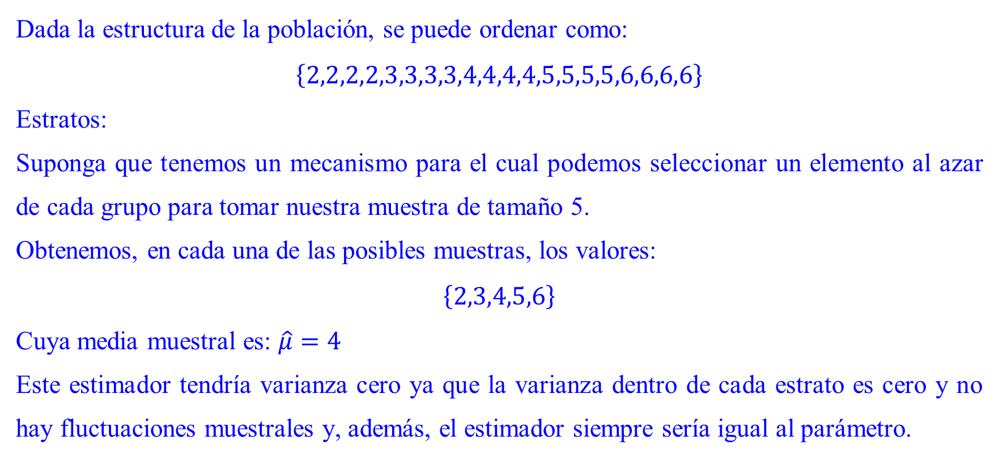 Dada la estructura de la población, se puede ordenar como:
{2,2,2,2,3,3,3,3,4,4,4,4,5,5,5,5,6,6,6,6}
Estratos:
Suponga que tenemos un mecanismo para el cual podemos seleccionar un elemento al azar
de cada grupo para tomar nuestra muestra de tamaño 5.
Obtenemos, en cada una de las posibles muestras, los valores:
{2,3,4,5,6}
Cuya media muestral es: μ̂ = 4
Este estimador tendría varianza cero ya que la varianza dentro de cada estrato es cero y no
hay fluctuaciones muestrales y, además, el estimador siempre sería igual al parámetro.